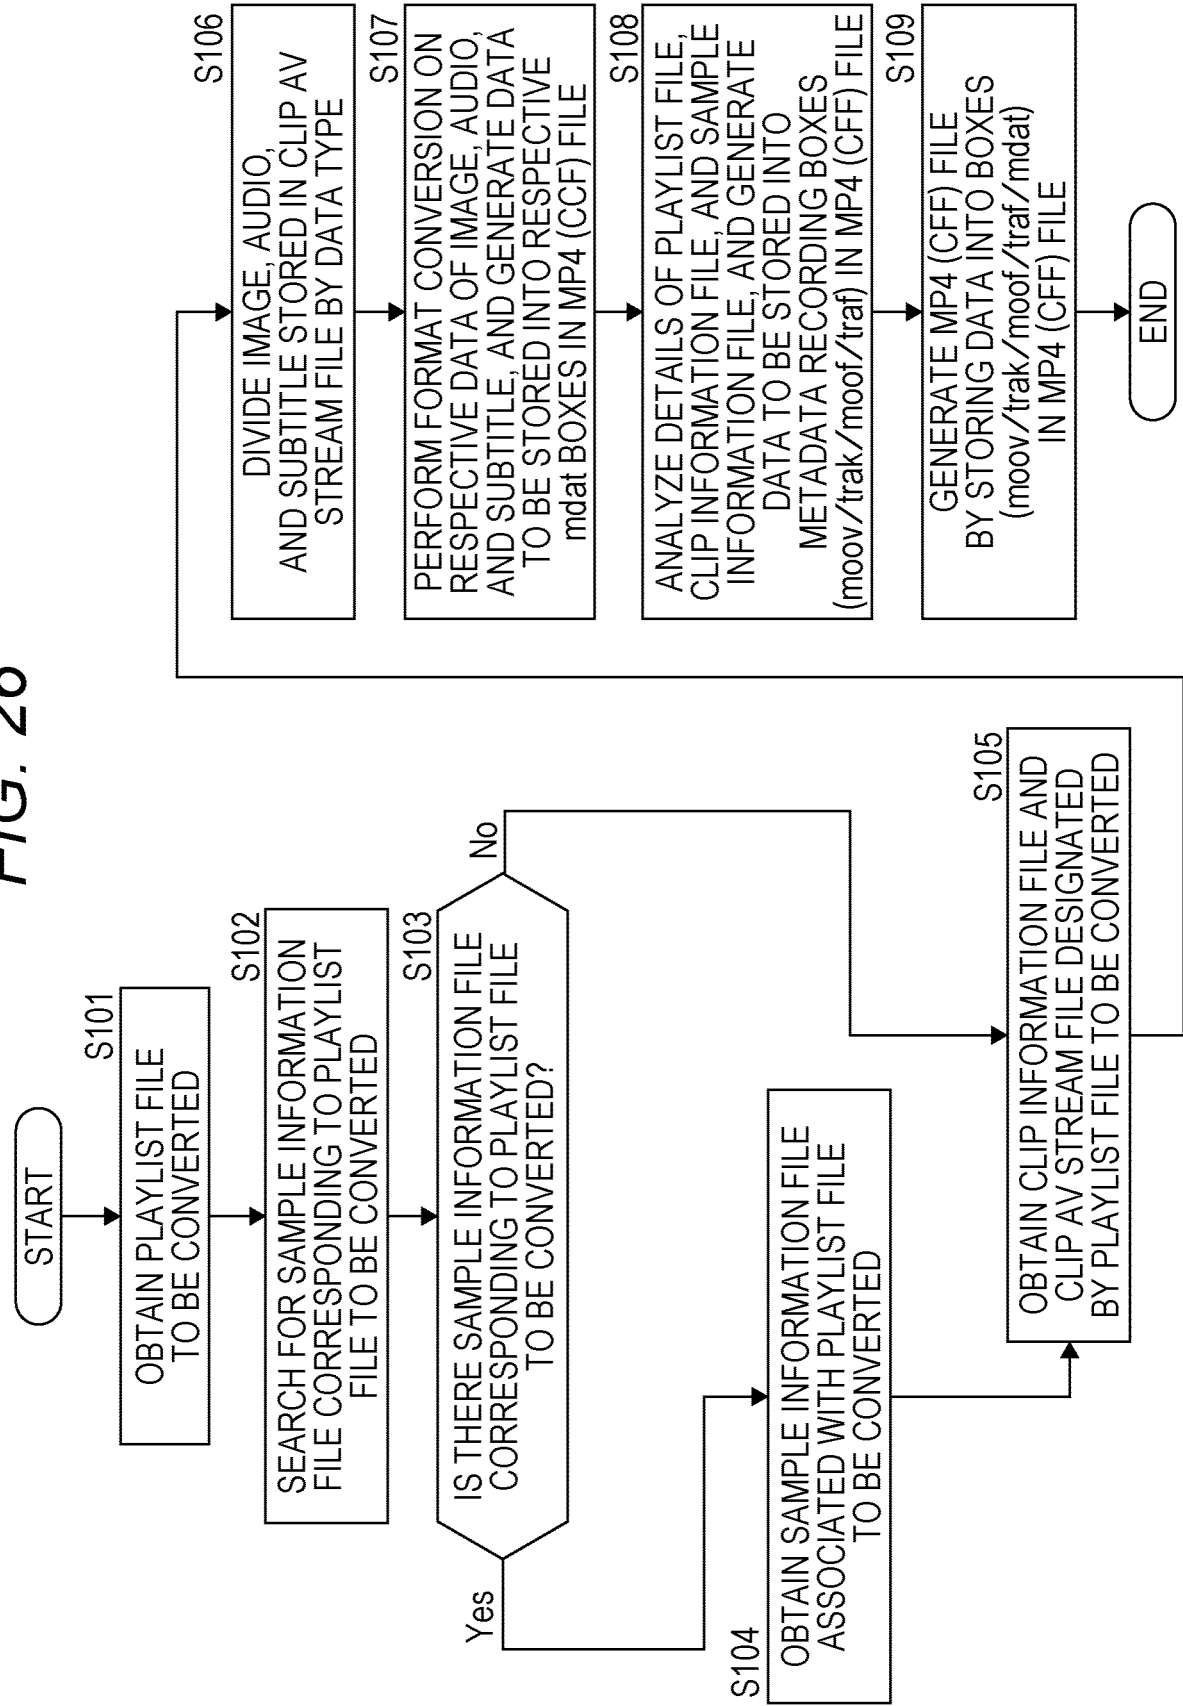 FIG. 26
START
S101
OBTAIN PLAYLIST FILE
TO BE CONVERTED
S102
SEARCH FOR SAMPLE INFORMATION
FILE CORRESPONDING TO PLAYLIST
FILE TO BE CONVERTED
S103
IS THERE SAMPLE INFORMATION FILE
CORRESPONDING TO PLAYLIST FILE
TO BE CONVERTED?
Yes
No
S104
OBTAIN SAMPLE INFORMATION FILE
ASSOCIATED WITH PLAYLIST FILE
TO BE CONVERTED
S105
OBTAIN CLIP INFORMATION FILE AND
CLIP AV STREAM FILE DESIGNATED
BY PLAYLIST FILE TO BE CONVERTED
S106
DIVIDE IMAGE, AUDIO,
AND SUBTITLE STORED IN CLIP AV
STREAM FILE BY DATA TYPE
S107
PERFORM FORMAT CONVERSION ON
RESPECTIVE DATA OF IMAGE, AUDIO,
AND SUBTITLE, AND GENERATE DATA
TO BE STORED INTO RESPECTIVE
mdat BOXES IN MP4 (CCF) FILE
S108
ANALYZE DETAILS OF PLAYLIST FILE,
CLIP INFORMATION FILE, AND SAMPLE
INFORMATION FILE, AND GENERATE
DATA TO BE STORED INTO
METADATA RECORDING BOXES
(moov/trak/moof/traf) IN MP4 (CFF) FILE
S109
GENERATE MP4 (CFF) FILE
BY STORING DATA INTO BOXES
(moov/trak/moof/traf/mdat)
IN MP4 (CFF) FILE
END